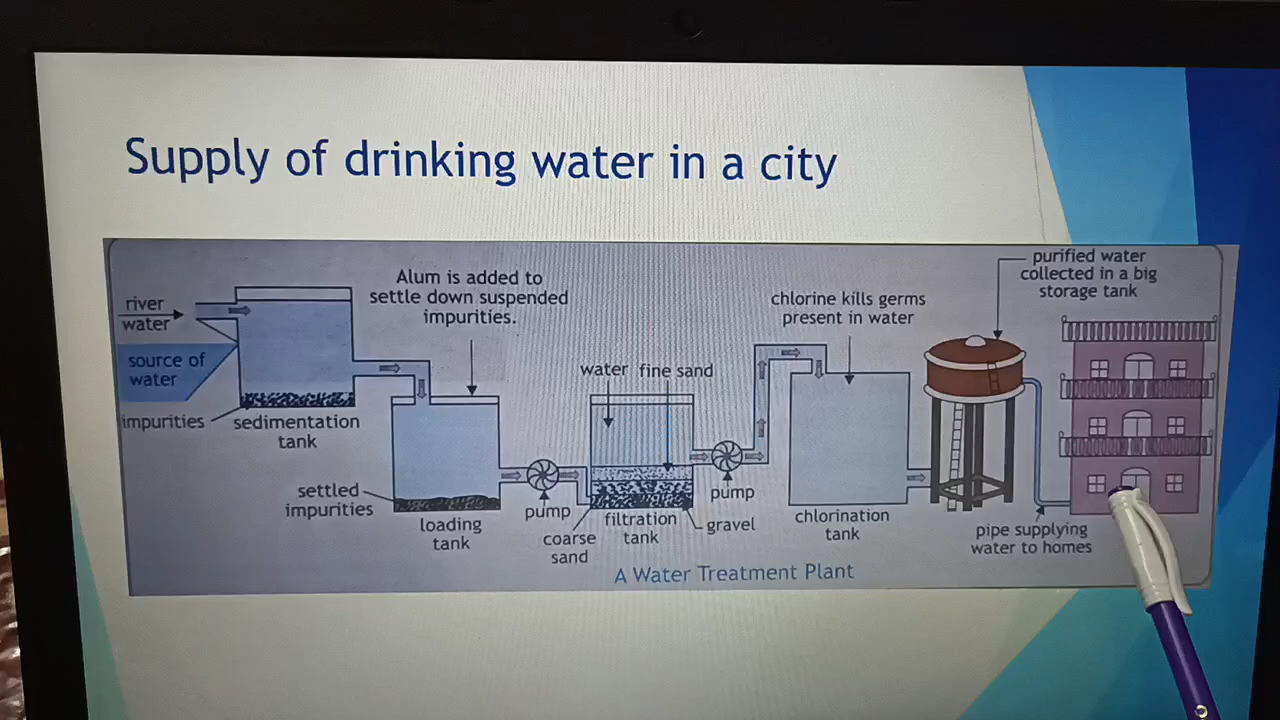 Supply of drinking water in a city
river
water
source of
water
impurities
sedimentation
tank
Alum is added to
settle down suspended
impurities.
settled
impurities
loading
tank
pump
water fine sand
coarse
sand
filtration
tank
gravel
pump
chlorine kills germs
present in water
chlorination
tank
purified water
collected in a big
storage tank
pipe supplying
water to homes
A Water Treatment Plant